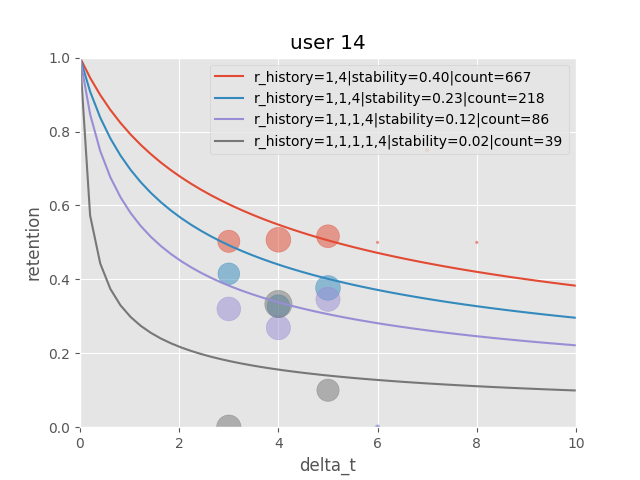 user 14
r_history=1,4|stability=0.40|count=667
r_history=1,1,4|stability=0.23|count=218
r_history=1,1,1,4|stability=0.12|count=86
r_history=1,1,1,1,4|stability=0.02|count=39
retention
1.0
0.8
0.6
0.4
0.2
0.0
0 2 4 6 8 10
delta_t